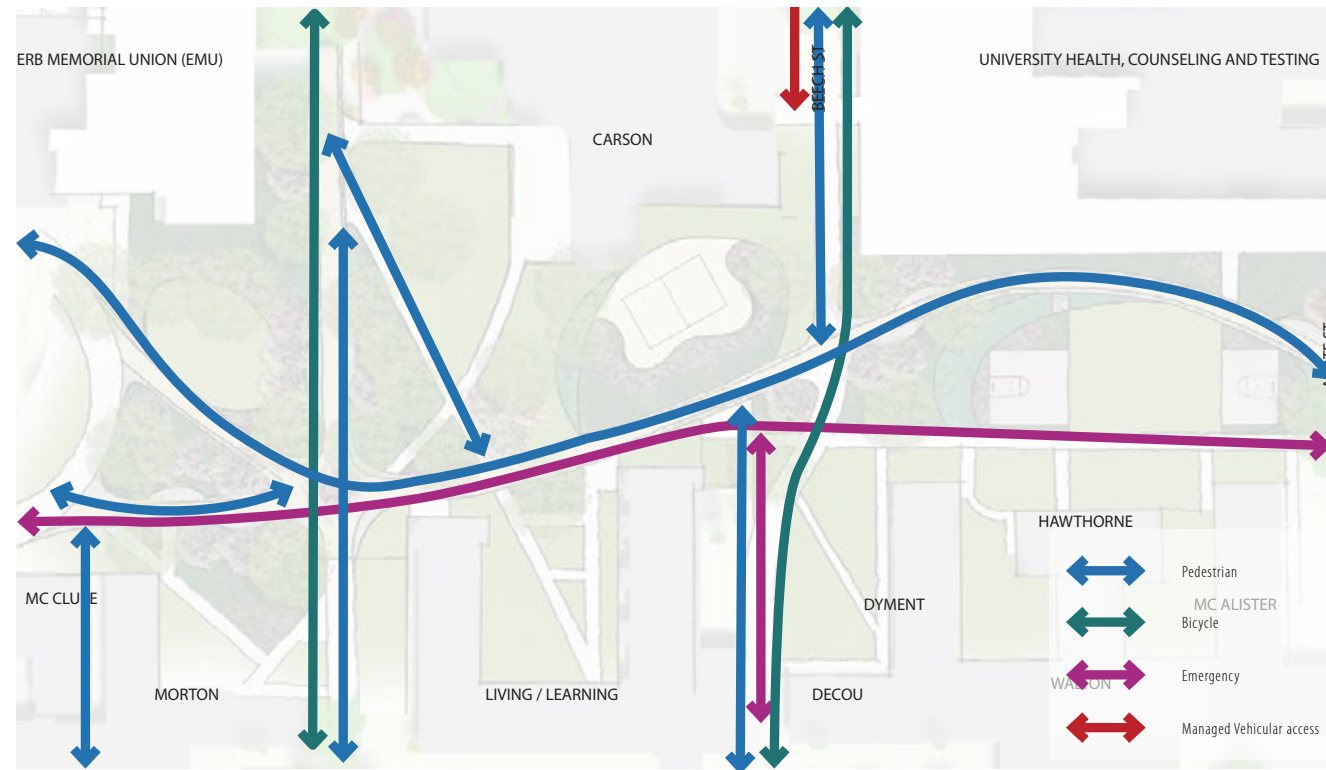 ERB MEMORIAL UNION (EMU)
UNIVERSITY HEALTH, COUNSELING AND TESTING
BEECH ST
CARSON
HAWTHORNE
Pedestrian
MC CLURE
DYMENT
MC ALISTER
Bicycle
Emergency
WALTON
MORTON
LIVING / LEARNING
DECOU
Managed Vehicular access